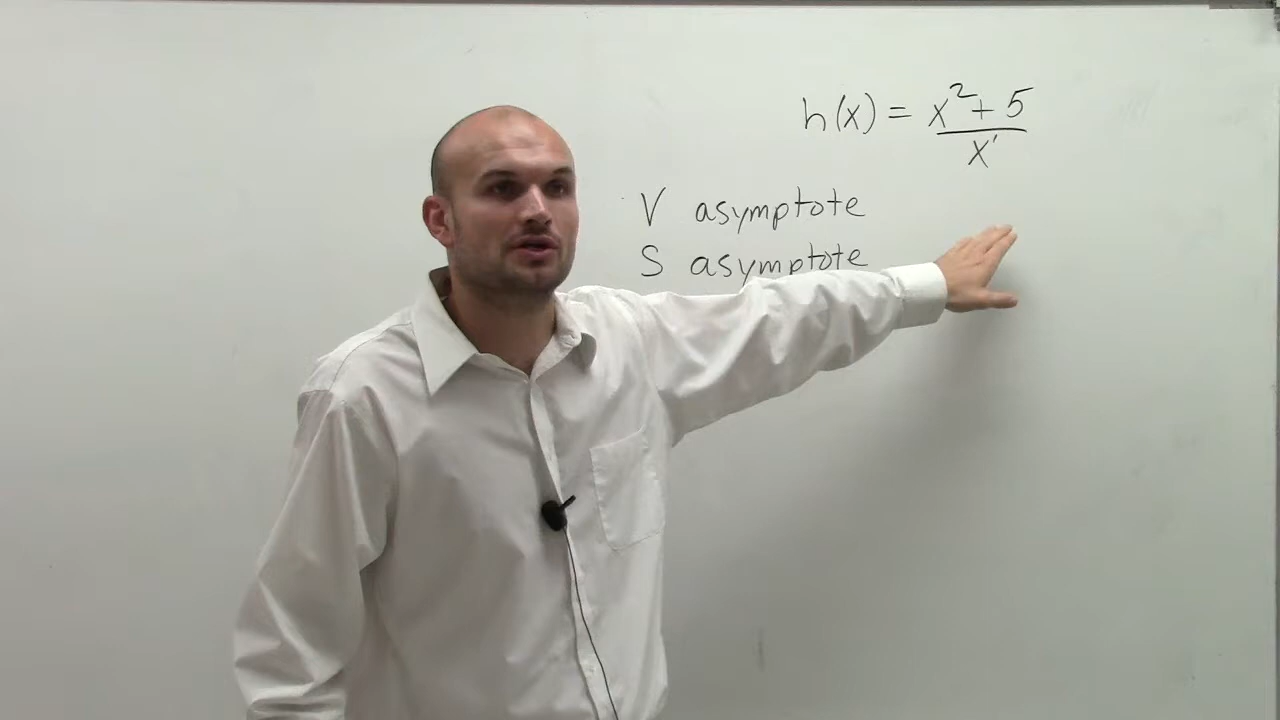 h(x) = x² + 5
x'
V asymptote
S asymptote